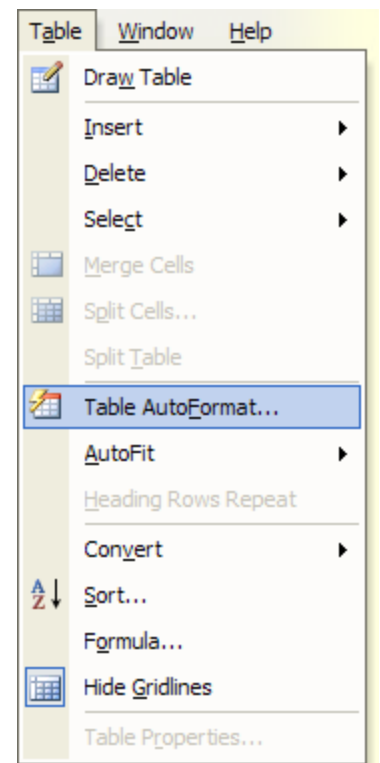 Table Window Help
Draw Table
Insert
Delete
Select
Merge Cells
Split Cells...
Split Table
Table AutoFormat...
AutoFit
Heading Rows Repeat
Convert
A
Z
Sort...
Formula...
Hide Gridlines
Table Properties...